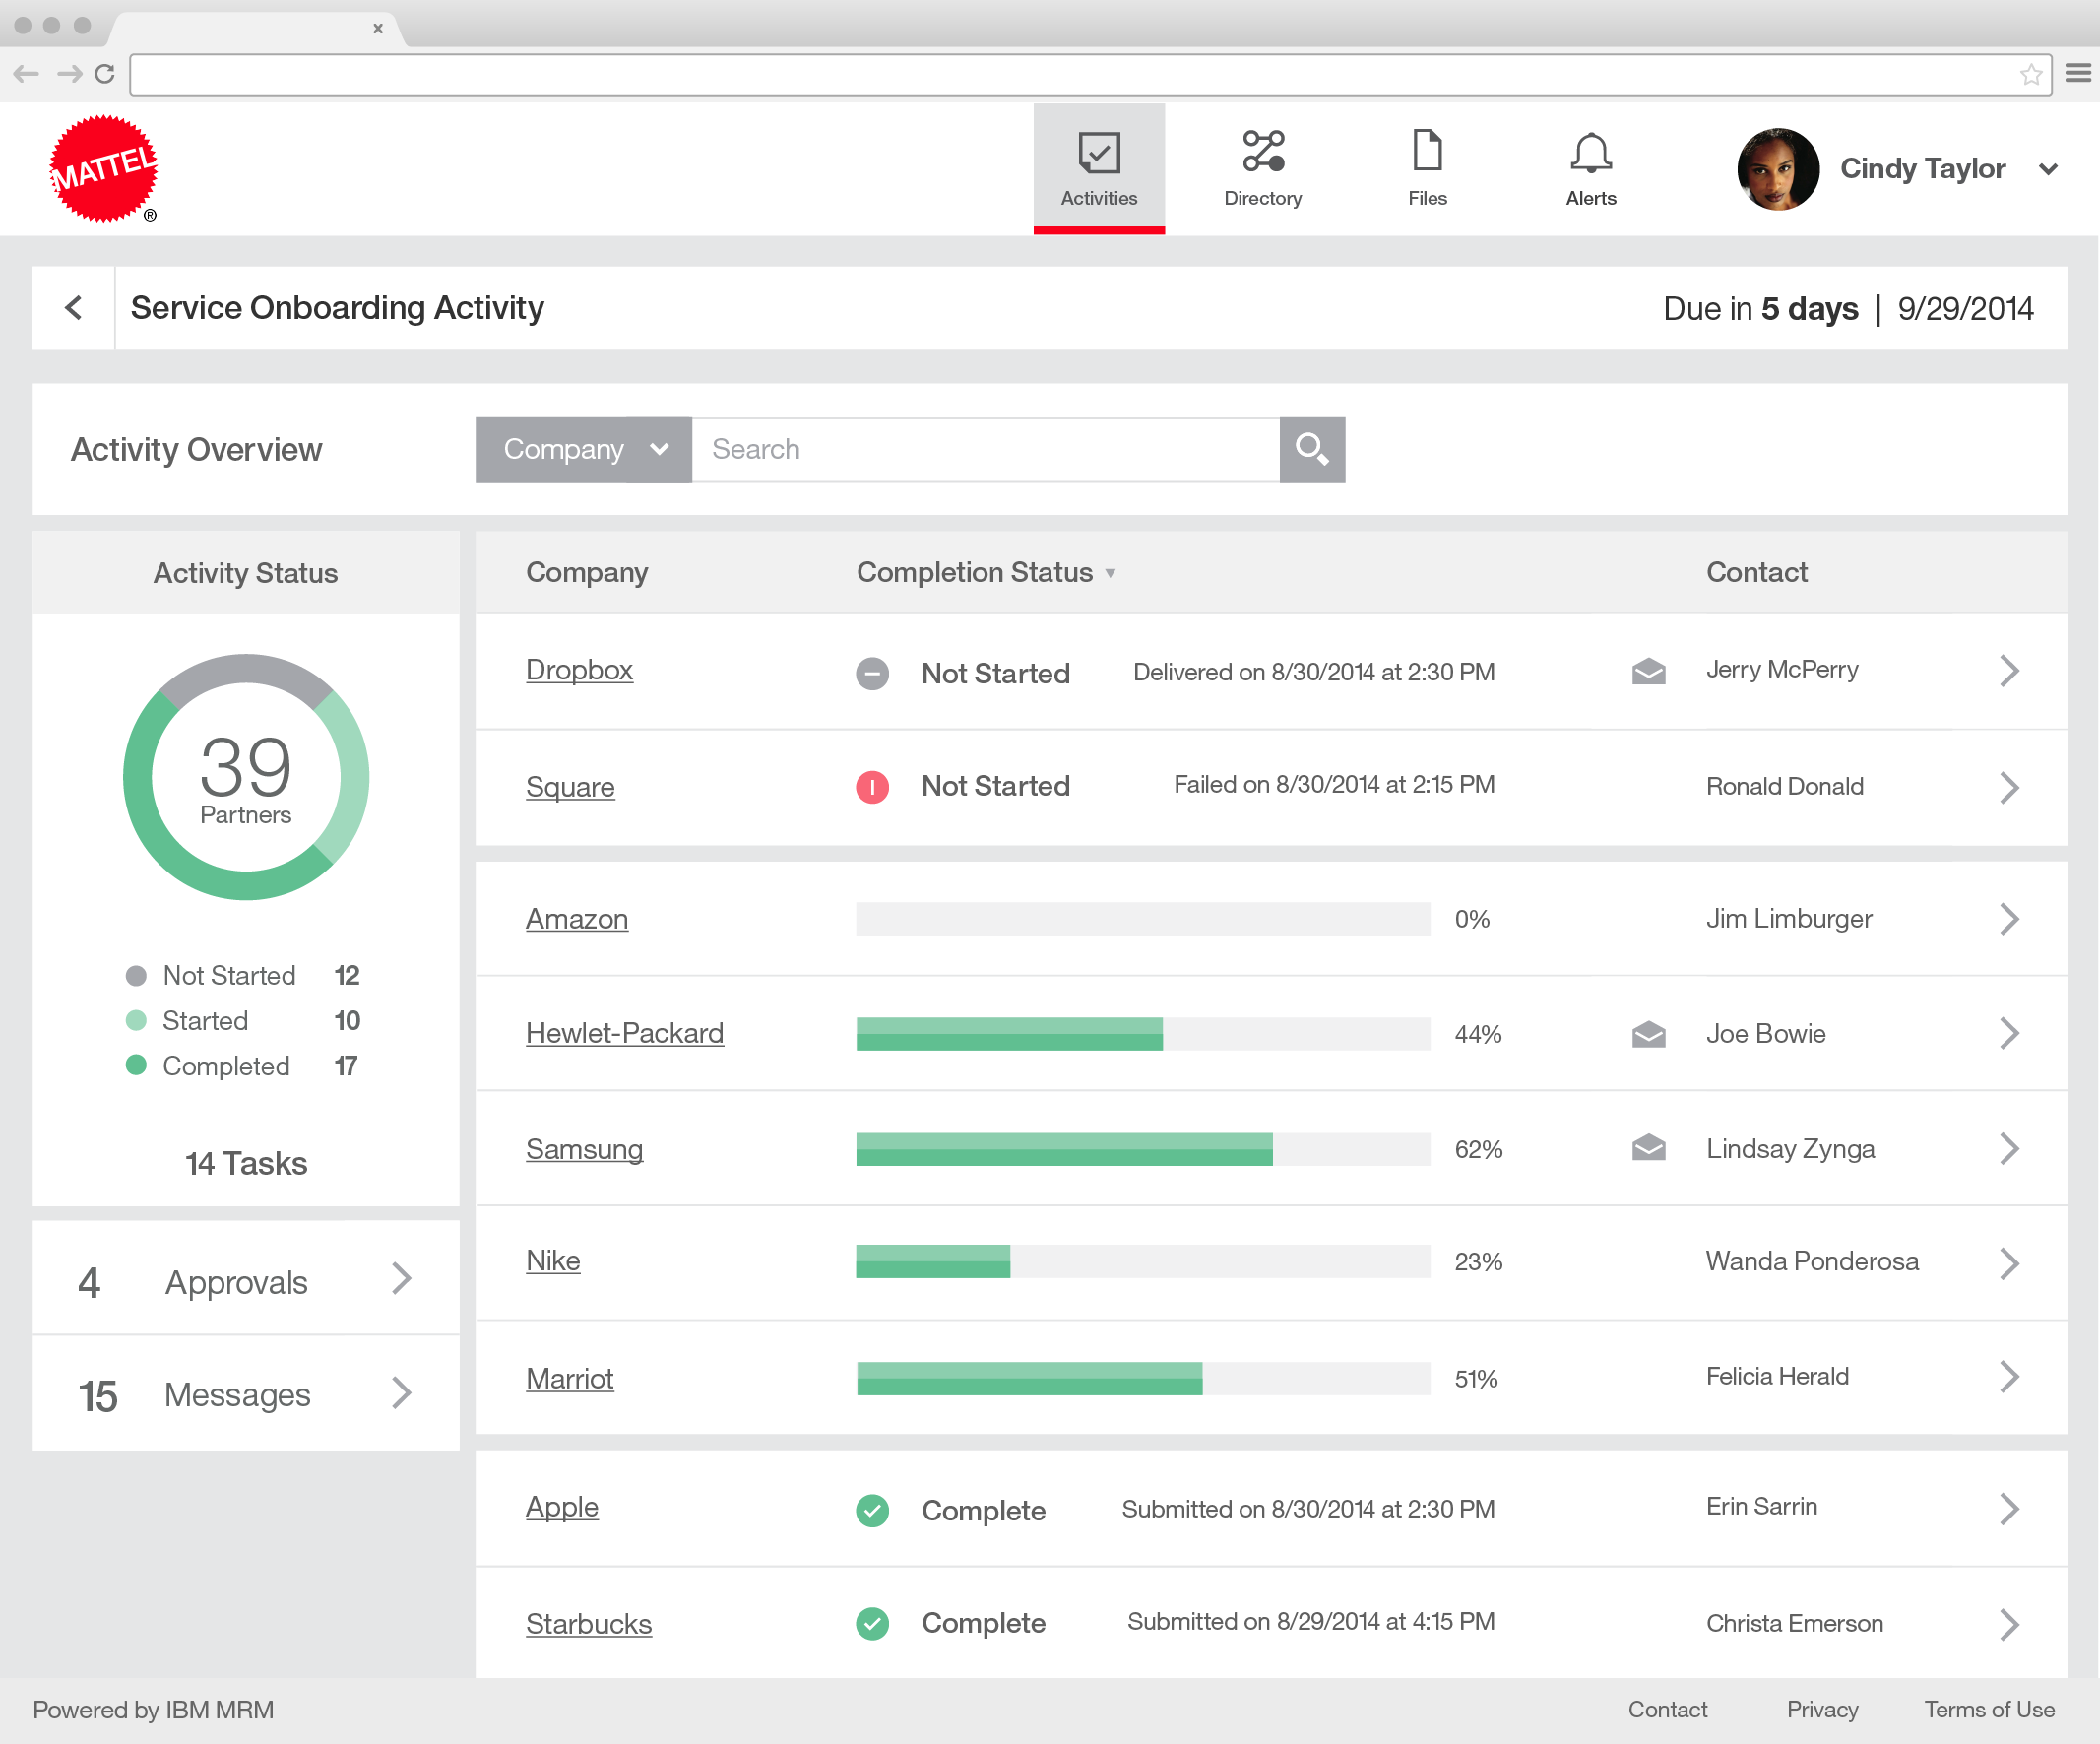 x
MATTEL
®
Activities
Directory
Files
Alerts
Cindy Taylor
Service Onboarding Activity
Due in 5 days | 9/29/2014
Activity Overview
Company
Search
Activity Status
39
Partners
Not Started 12
Started 10
Completed 17
14 Tasks
4 Approvals
15 Messages
Company Completion Status Contact
Dropbox Not Started Delivered on 8/30/2014 at 2:30 PM Jerry McPerry
Square Not Started Failed on 8/30/2014 at 2:15 PM Ronald Donald
Amazon 0% Jim Limburger
Hewlet-Packard 44% Joe Bowie
Samsung 62% Lindsay Zynga
Nike 23% Wanda Ponderosa
Marriot 51% Felicia Herald
Apple Complete Submitted on 8/30/2014 at 2:30 PM Erin Sarrin
Starbucks Complete Submitted on 8/29/2014 at 4:15 PM Christa Emerson
Powered by IBM MRM
Contact Privacy Terms of Use